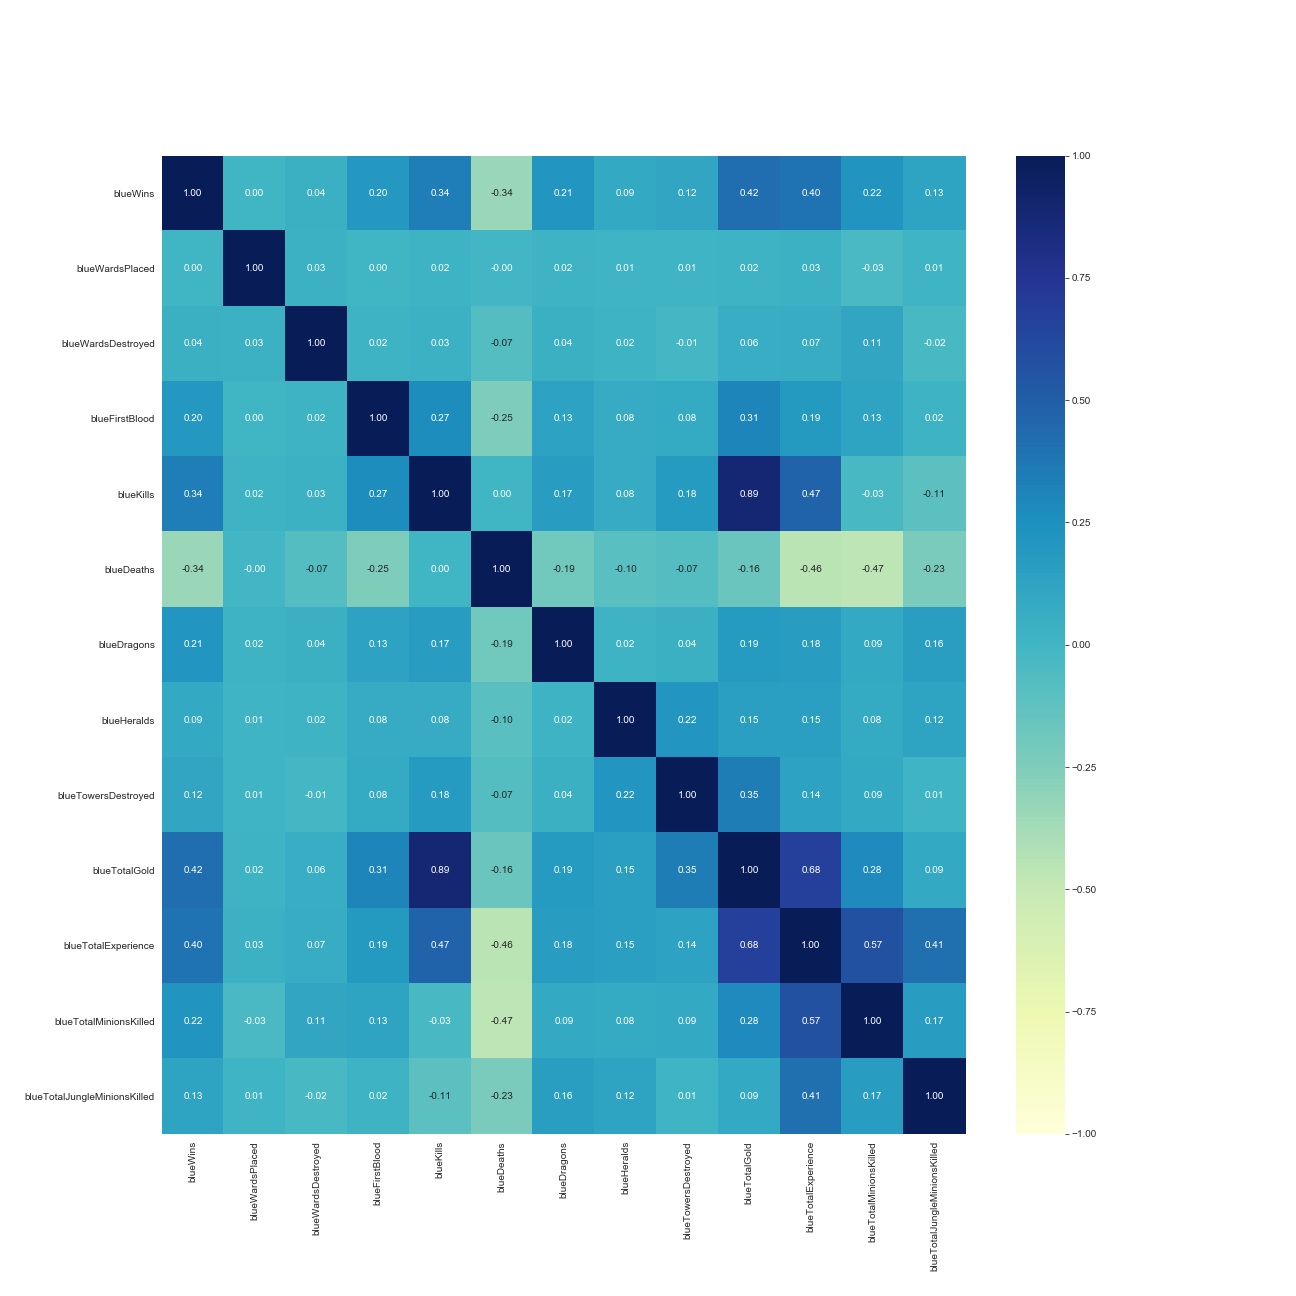 blueWins 1.00 0.00 0.04 0.20 0.34 -0.34 0.21 0.09 0.12 0.42 0.40 0.22 0.13
blueWardsPlaced 0.00 1.00 0.03 0.00 0.02 -0.00 0.02 0.01 0.01 0.02 0.03 -0.03 0.01
blueWardsDestroyed 0.04 0.03 1.00 0.02 0.03 -0.07 0.04 0.02 -0.01 0.06 0.07 0.11 -0.02
blueFirstBlood 0.20 0.00 0.02 1.00 0.27 -0.25 0.13 0.08 0.08 0.31 0.19 0.13 0.02
blueKills 0.34 0.02 0.03 0.27 1.00 0.00 0.17 0.08 0.18 0.89 0.47 -0.03 -0.11
blueDeaths -0.34 -0.00 -0.07 -0.25 0.00 1.00 -0.19 -0.10 -0.07 -0.16 -0.46 -0.47 -0.23
blueDragons 0.21 0.02 0.04 0.13 0.17 -0.19 1.00 0.02 0.04 0.19 0.18 0.09 0.16
blueHeralds 0.09 0.01 0.02 0.08 0.08 -0.10 0.02 1.00 0.22 0.15 0.15 0.08 0.12
blueTowersDestroyed 0.12 0.01 -0.01 0.08 0.18 -0.07 0.04 0.22 1.00 0.35 0.14 0.09 0.01
blueTotalGold 0.42 0.02 0.06 0.31 0.89 -0.16 0.19 0.15 0.35 1.00 0.68 0.28 0.09
blueTotalExperience 0.40 0.03 0.07 0.19 0.47 -0.46 0.18 0.15 0.14 0.68 1.00 0.57 0.41
blueTotalMinionsKilled 0.22 -0.03 0.11 0.13 -0.03 -0.47 0.09 0.08 0.09 0.28 0.57 1.00 0.17
blueTotalJungleMinionsKilled 0.13 0.01 -0.02 0.02 -0.11 -0.23 0.16 0.12 0.01 0.09 0.41 0.17 1.00
blueWins
blueWardsPlaced
blueWardsDestroyed
blueFirstBlood
blueKills
blueDeaths
blueDragons
blueHeralds
blueTowersDestroyed
blueTotalGold
blueTotalExperience
blueTotalMinionsKilled
blueTotalJungleMinionsKilled
1.00
0.75
0.50
0.25
0.00
−0.25
−0.50
−0.75
−1.00